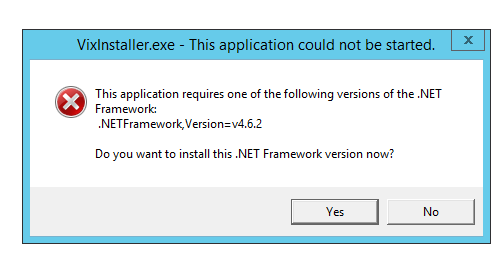 VixInstaller.exe - This application could not be started.
x
This application requires one of the following versions of the .NET
Framework:
.NETFramework,Version=v4.6.2
Do you want to install this .NET Framework version now?
Yes
No